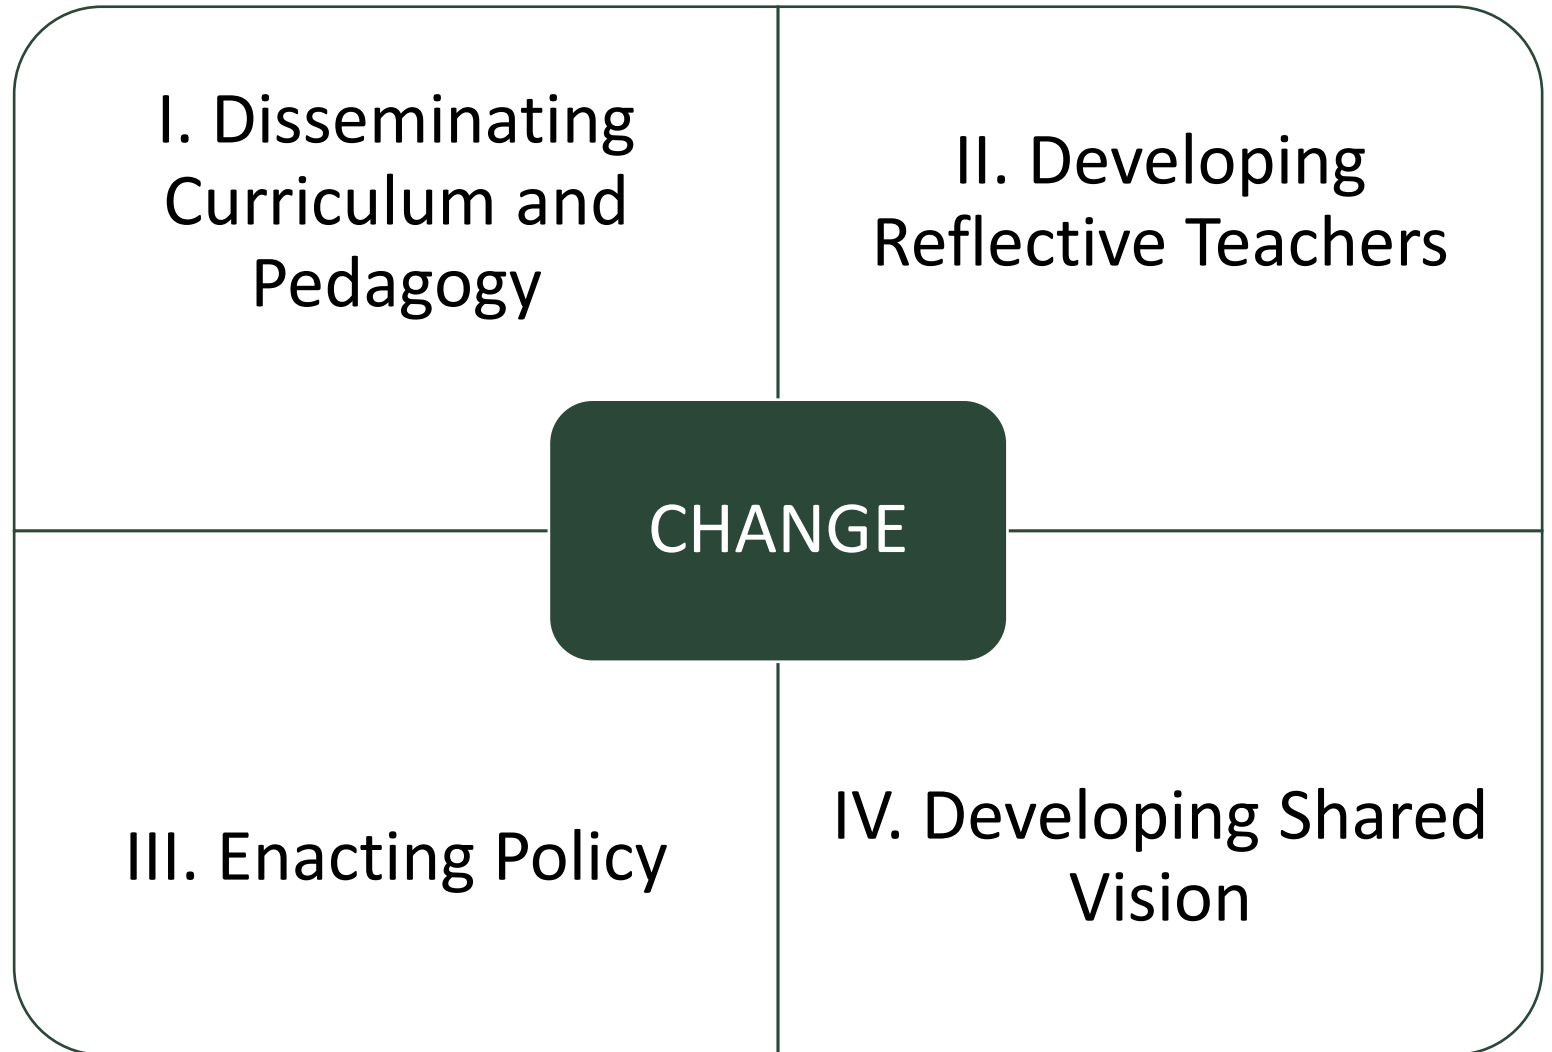 I. Disseminating
Curriculum and
Pedagogy
II. Developing
Reflective Teachers
CHANGE
III. Enacting Policy
IV. Developing Shared
Vision